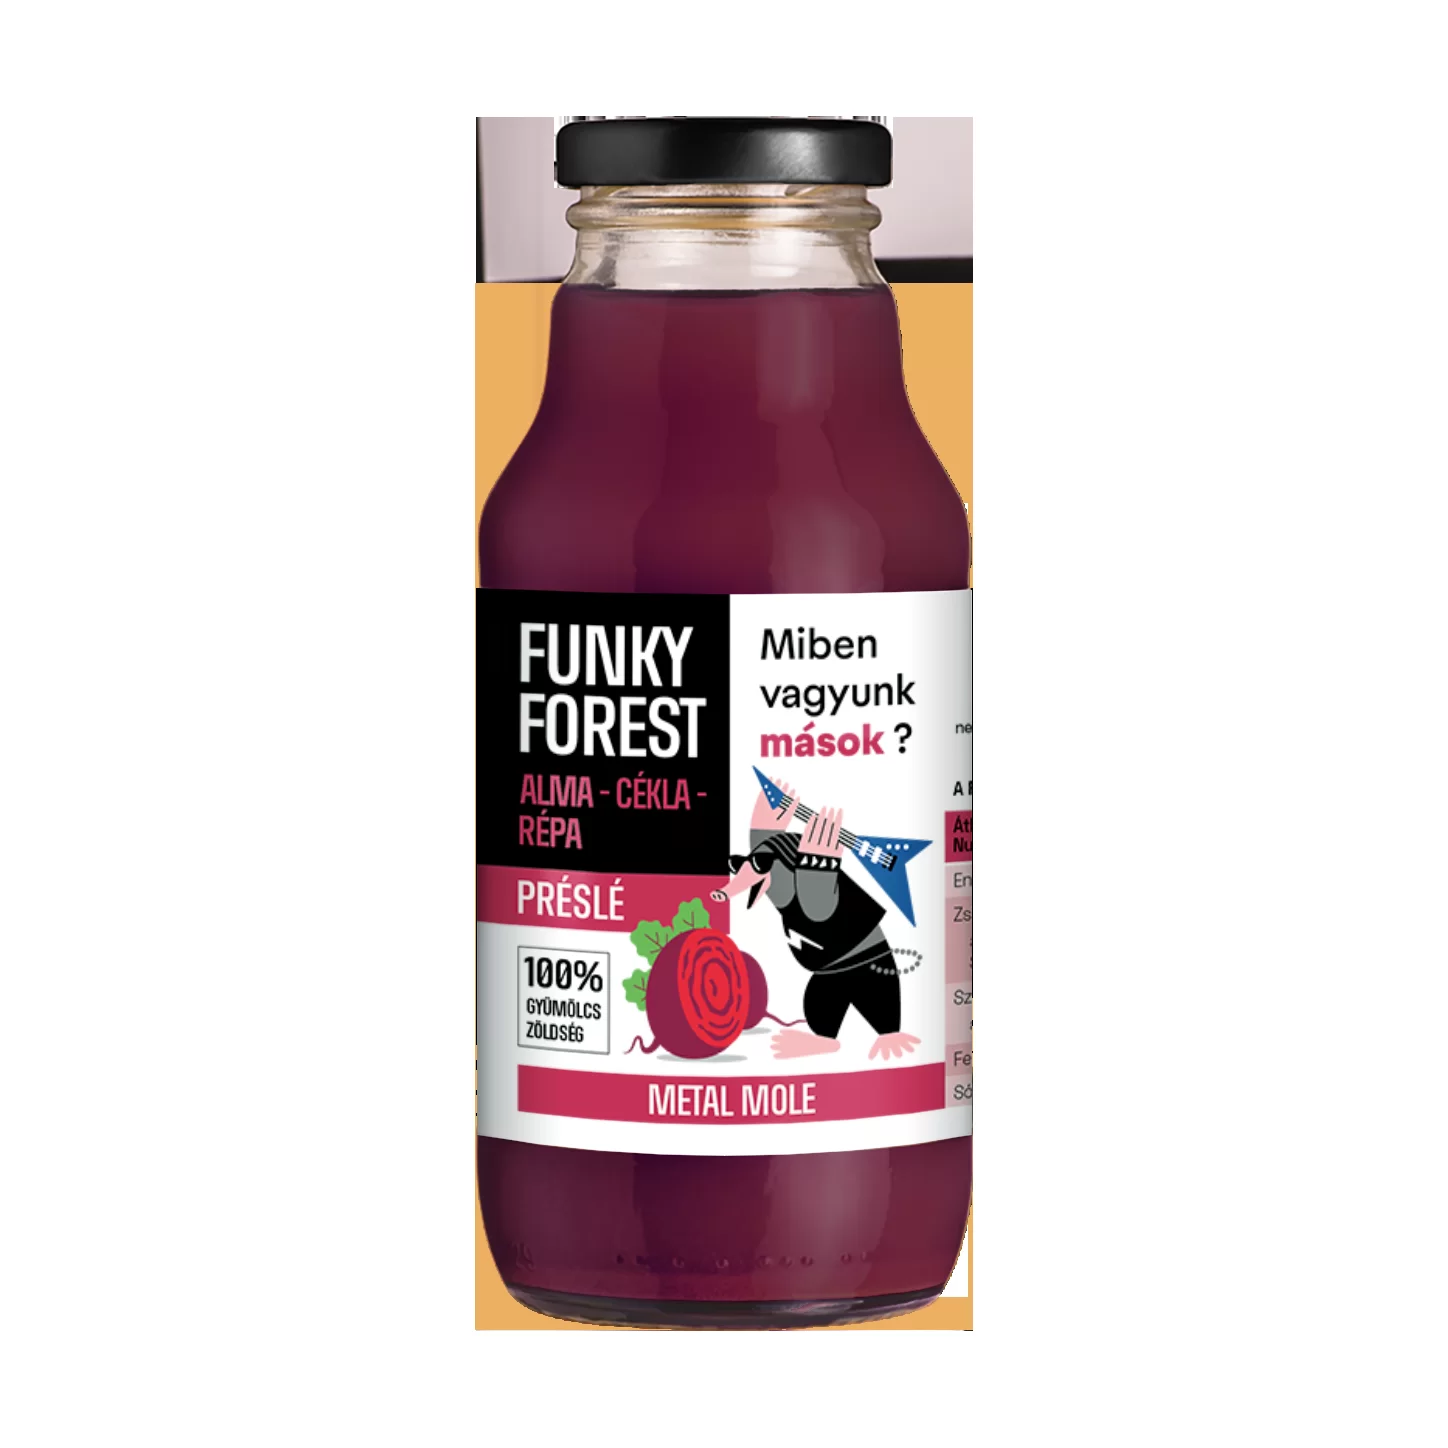 FUNKY
FOREST
ALMA - CÉKLA -
RÉPA
PRÉSLÉ
100%
GYÜMÖLCS
ZÖLDSÉG
Miben
vagyunk
mások ?
METAL MOLE